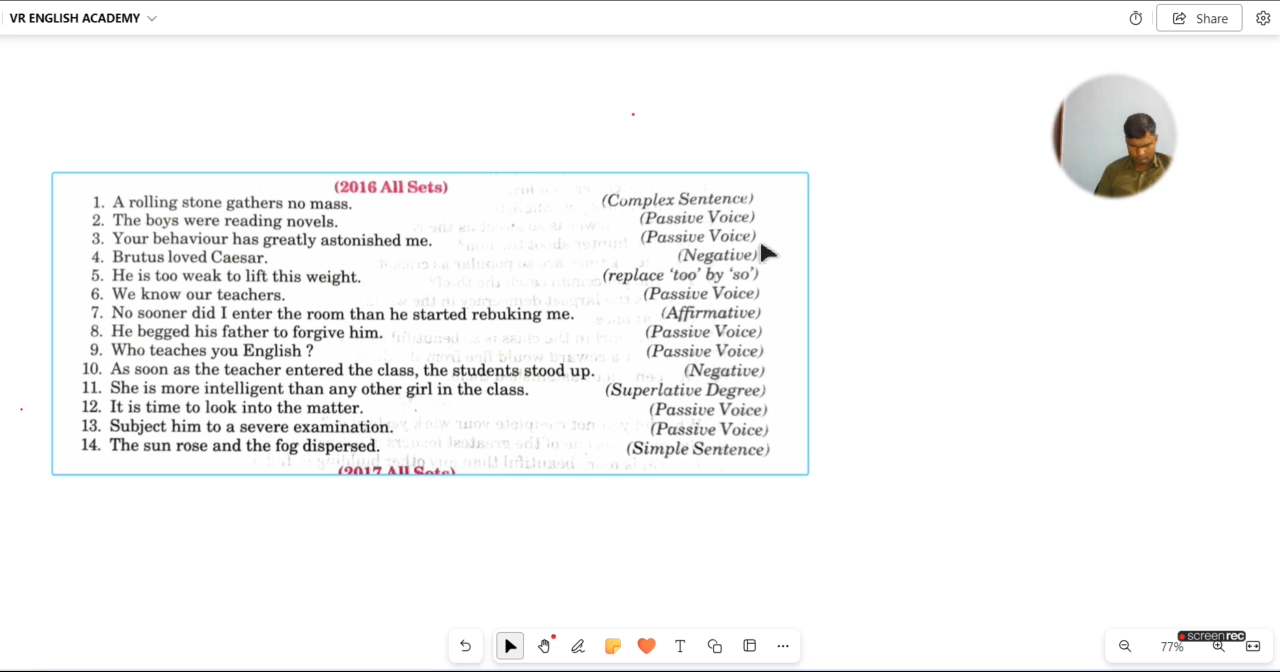 VR ENGLISH ACADEMY
Share
(2016 All Sets)
1. A rolling stone gathers no mass. (Complex Sentence)
2. The boys were reading novels. (Passive Voice)
3. Your behaviour has greatly astonished me. (Passive Voice)
4. Brutus loved Caesar. (Negative)
5. He is too weak to lift this weight. (replace ‘too’ by ‘so’)
6. We know our teachers. (Passive Voice)
7. No sooner did I enter the room than he started rebuking me. (Affirmative)
8. He begged his father to forgive him. (Passive Voice)
9. Who teaches you English ? (Passive Voice)
10. As soon as the teacher entered the class, the students stood up. (Negative)
11. She is more intelligent than any other girl in the class. (Superlative Degree)
12. It is time to look into the matter. (Passive Voice)
13. Subject him to a severe examination. (Passive Voice)
14. The sun rose and the fog dispersed. (Simple Sentence)
(2017 All Sets)
T
77%
screenrec